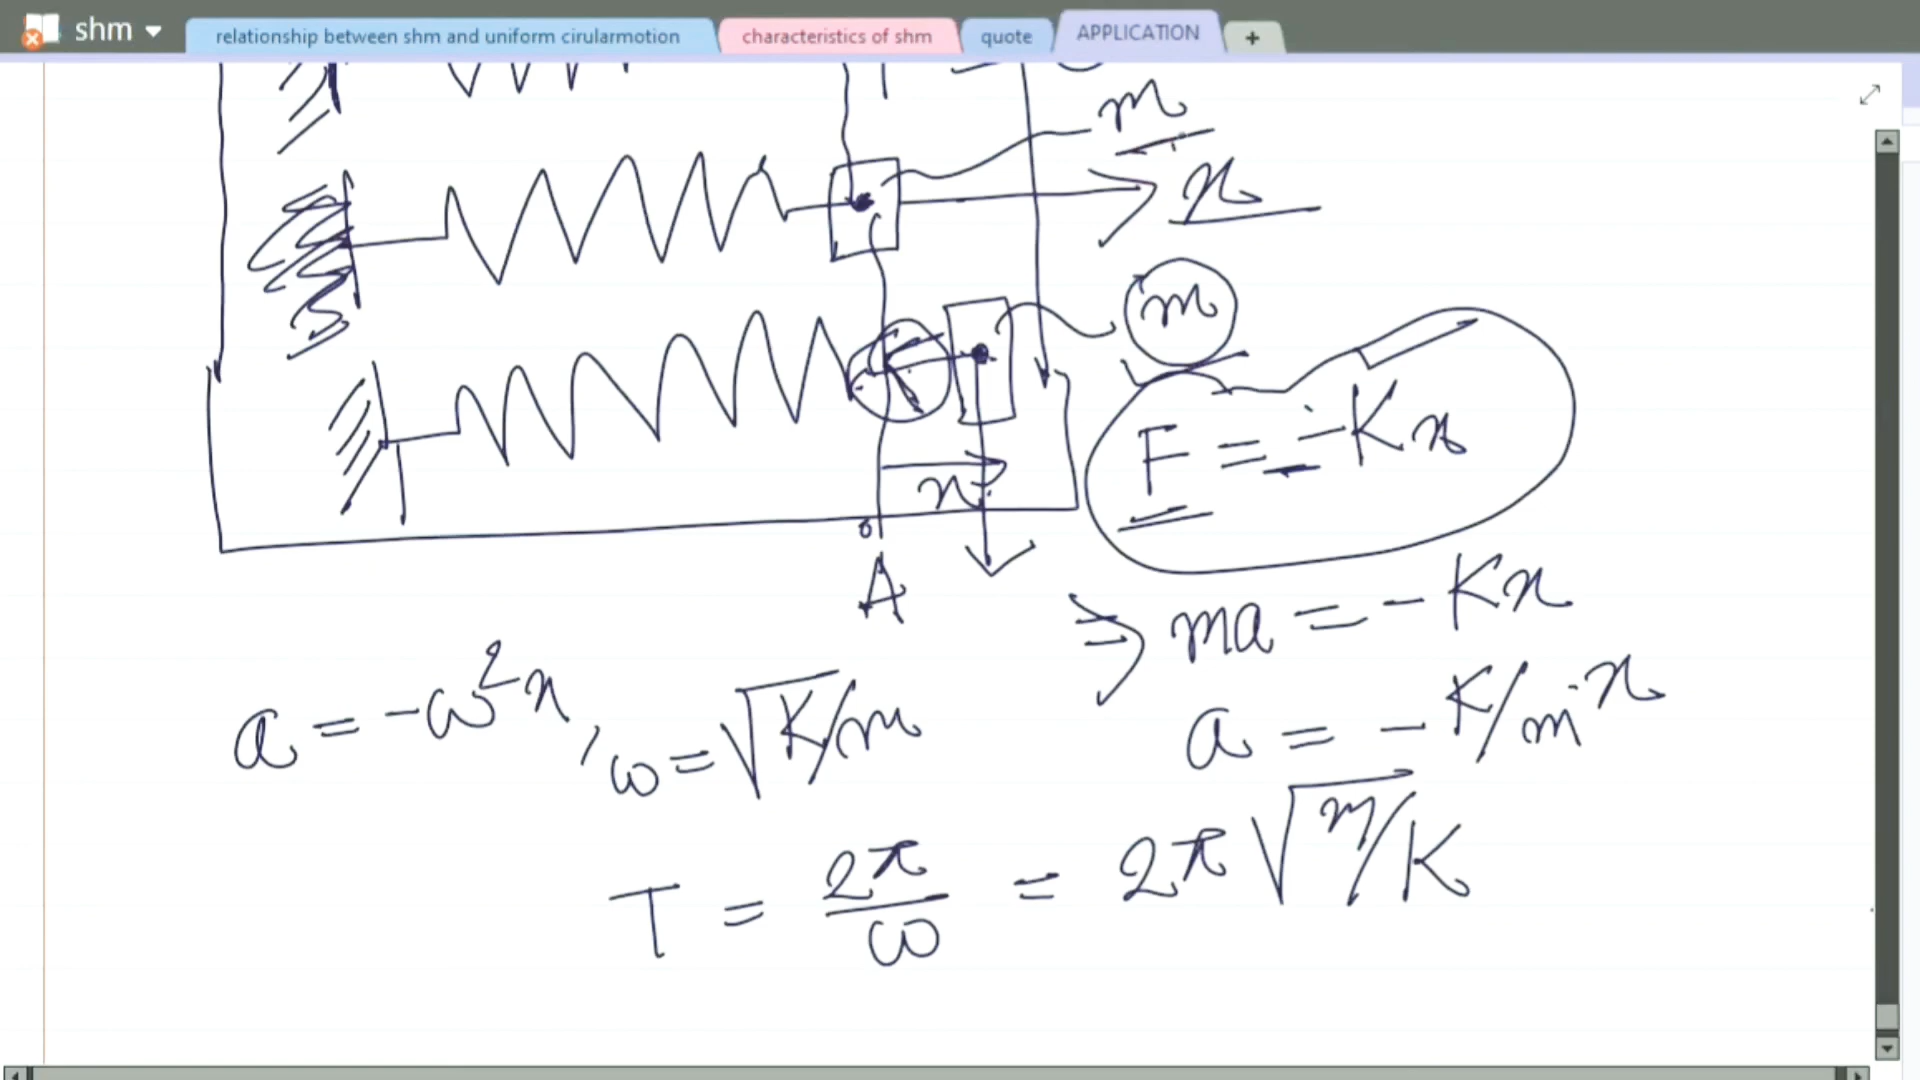 shm
relationship between shm and uniform cirularmotion
characteristics of shm
quote
APPLICATION
+
m
x
m
F = -Kx
x
A
⇒ ma = -Kx
a = -ω²x, ω = √K/m
a = -K/m x
T = 2π/ω = 2π √m/K